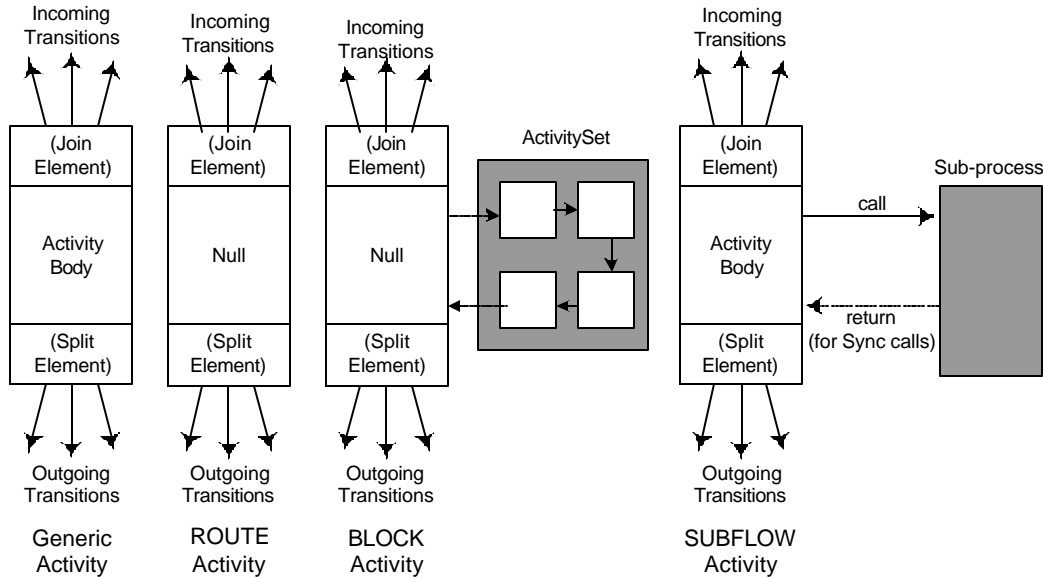 Incoming
Transitions
(Join
Element)
Activity
Body
(Split
Element)
Outgoing
Transitions
Generic
Activity
Incoming
Transitions
(Join
Element)
Null
(Split
Element)
Outgoing
Transitions
ROUTE
Activity
Incoming
Transitions
(Join
Element)
Null
(Split
Element)
Outgoing
Transitions
BLOCK
Activity
ActivitySet
Incoming
Transitions
(Join
Element)
Activity
Body
(Split
Element)
Outgoing
Transitions
SUBFLOW
Activity
Sub-process
call
return
(for Sync calls)